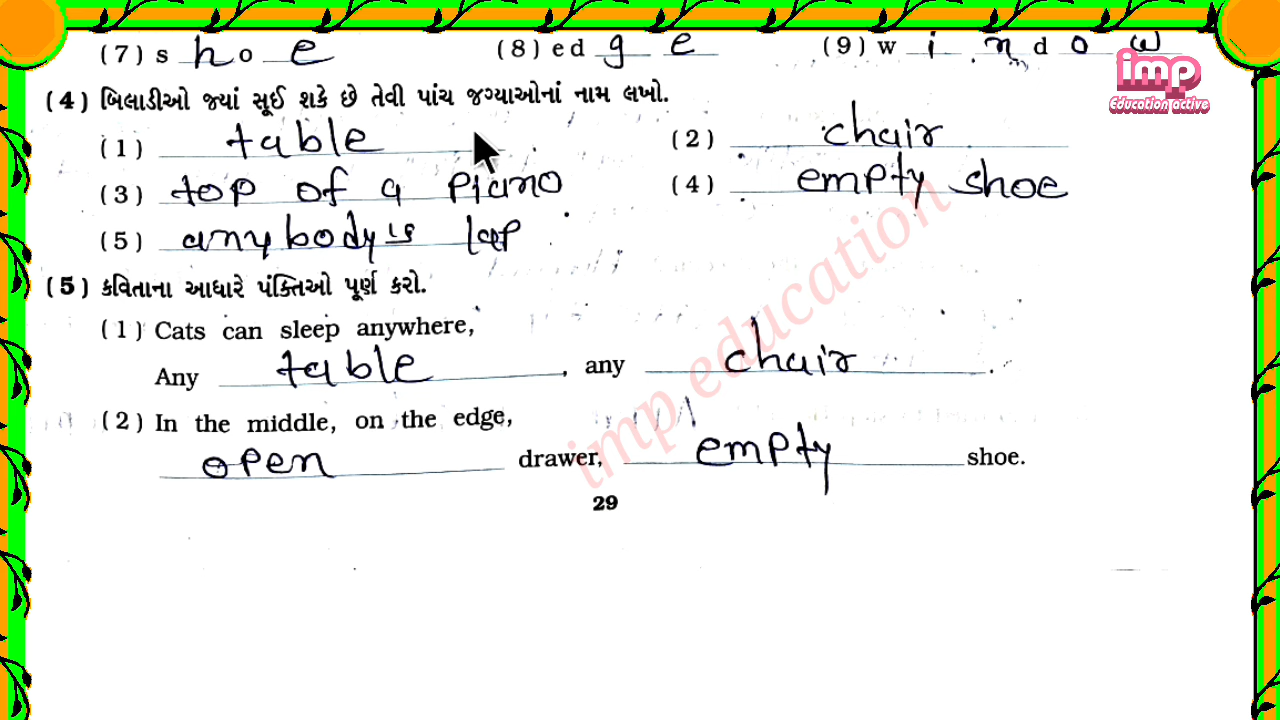 (7) s h o e (8) e d g e (9) w i n d o w
imp
Education active
(4) બિલાડીઓ જ્યાં સૂઈ શકે છે તેવી પાંચ જગ્યાઓનાં નામ લખો.
(1) table (2) chair
(3) top of a piano (4) empty shoe
(5) anybody's lap
(5) કવિતાના આધારે પંક્તિઓ પૂર્ણ કરો.
(1) Cats can sleep anywhere,
Any table, any chair.
(2) In the middle, on the edge,
open drawer, empty shoe.
imp education
29